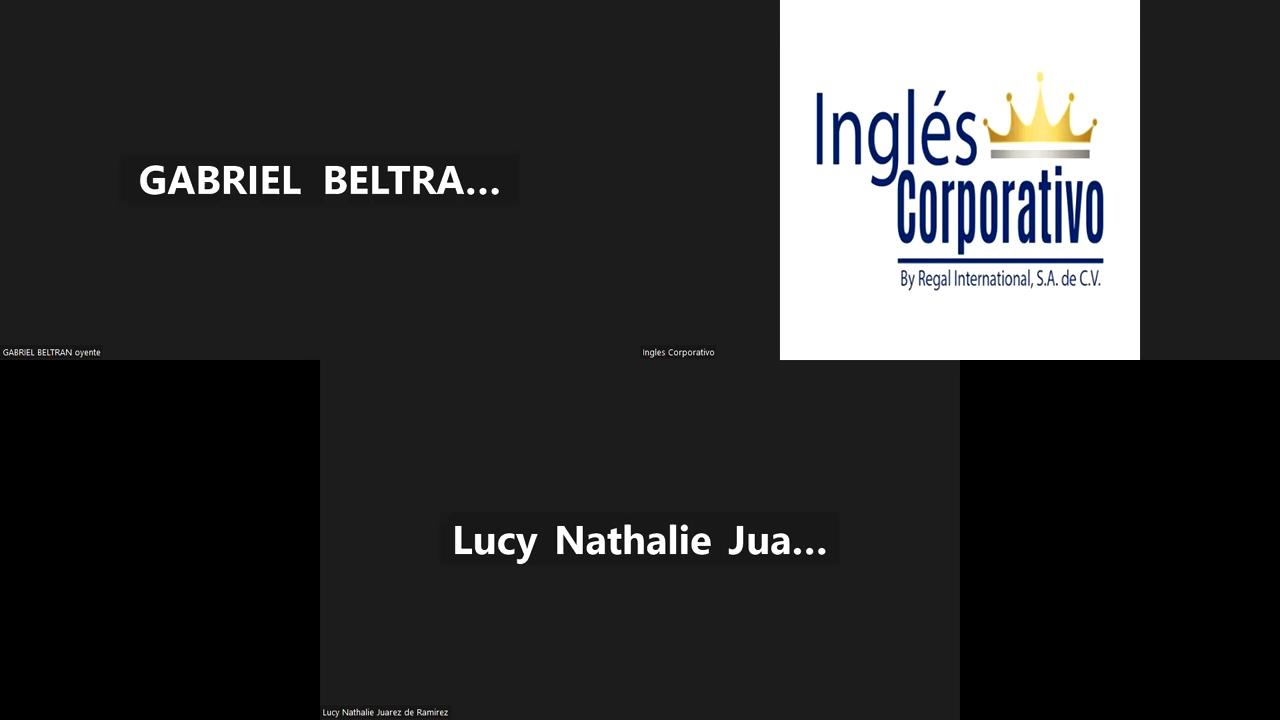 GABRIEL BELTRA...
Inglés
Corporativo
By Regal International, S.A. de C.V.
GABRIEL BELTRAN oyente
Ingles Corporativo
Lucy Nathalie Jua...
Lucy Nathalie Juarez de Ramirez